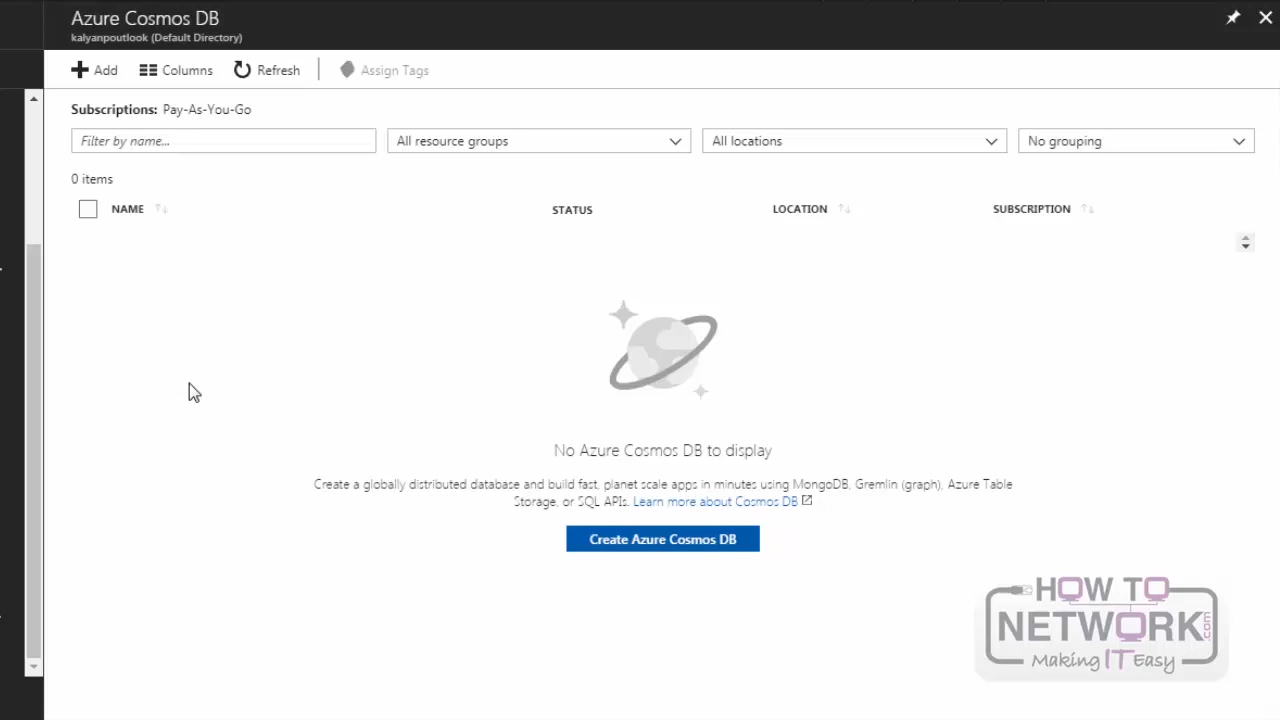 Azure Cosmos DB
kalyanpoutlook (Default Directory)
Add Columns Refresh Assign Tags
Subscriptions: Pay-As-You-Go
Filter by name... All resource groups All locations No grouping
0 items
NAME STATUS LOCATION SUBSCRIPTION
No Azure Cosmos DB to display
Create a globally distributed database and build fast, planet scale apps in minutes using MongoDB, Gremlin (graph), Azure Table
Storage, or SQL APIs. Learn more about Cosmos DB
Create Azure Cosmos DB
HOW TO
NETWORK.com
Making IT Easy